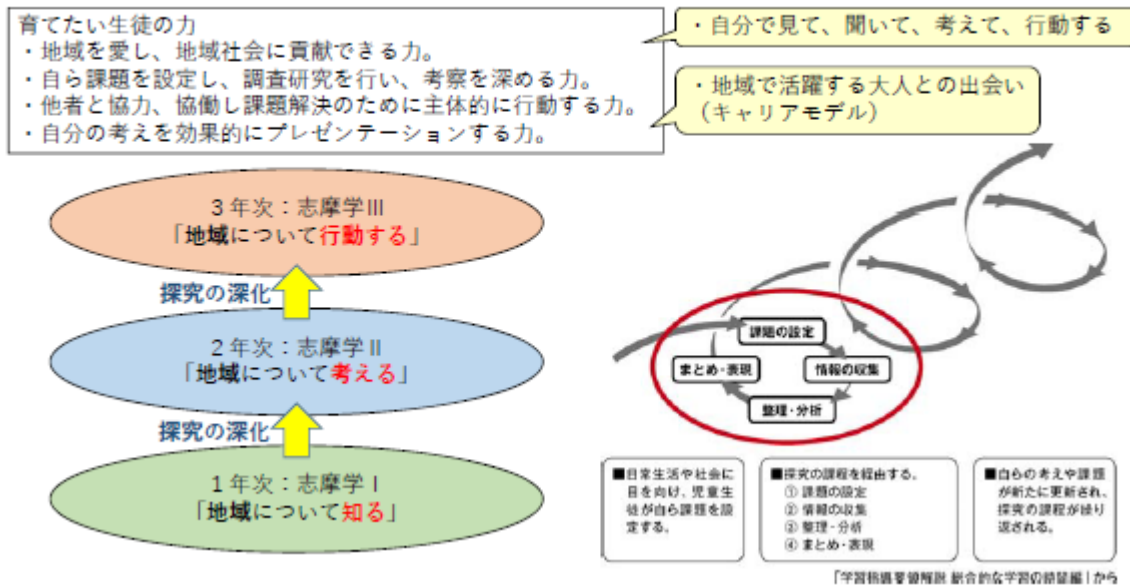 育てたい生徒の力
・地域を愛し、地域社会に貢献できる力。
・自ら課題を設定し、調査研究を行い、考察を深める力。
・他者と協力、協働し課題解決のために主体的に行動する力。
・自分の考えを効果的にプレゼンテーションする力。
・自分で見て、聞いて、考えて、行動する
・地域で活躍する大人との出会い
（キャリアモデル）
3年次：志摩学Ⅲ
「地域について行動する」
探究の深化
2年次：志摩学Ⅱ
「地域について考える」
探究の深化
1年次：志摩学Ⅰ
「地域について知る」
課題の設定
情報の収集
整理・分析
まとめ・表現
■日常生活や社会に
目を向け、児童生
徒が自ら課題を設
定する。
■探究の課程を経由する。
① 課題の設定
② 情報の収集
③ 整理・分析
④ まとめ・表現
■自らの考えや課題
が新たに更新され、
探究の課程が繰り
返される。
「学習指導要領解説 総合的な学習の時間編」から